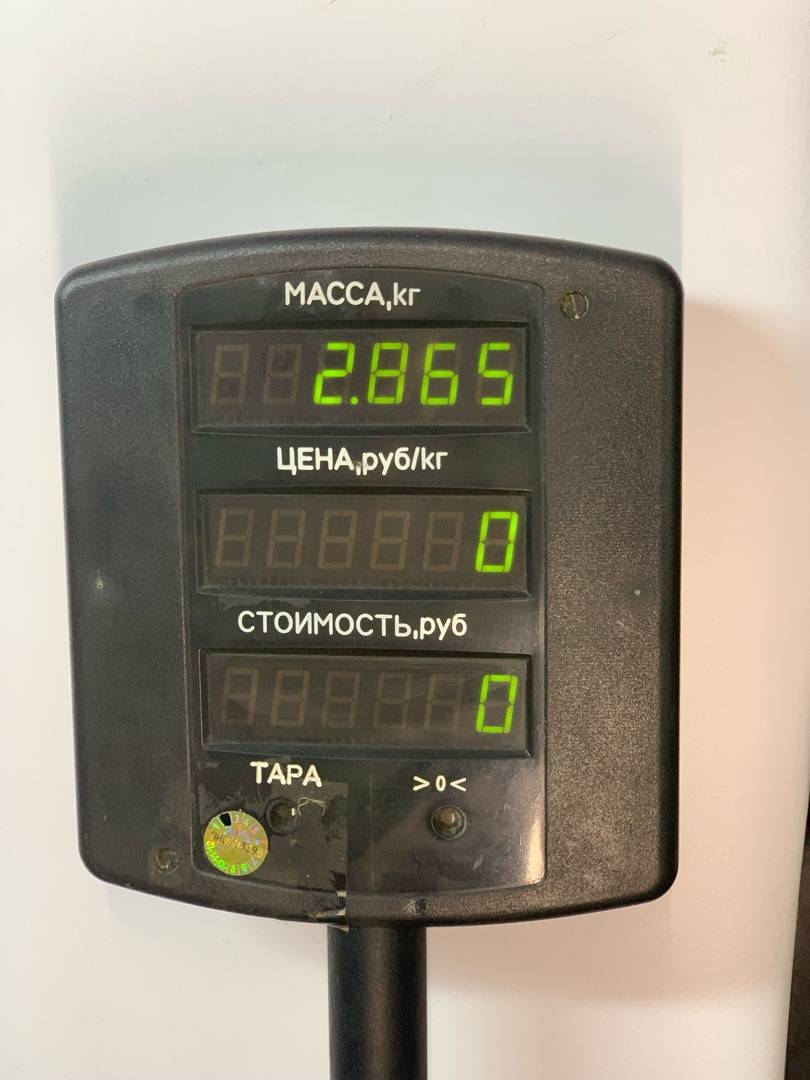 МАССА,кг
2.865
ЦЕНА,руб/кг
0
СТОИМОСТЬ,руб
0
ТАРА >0<